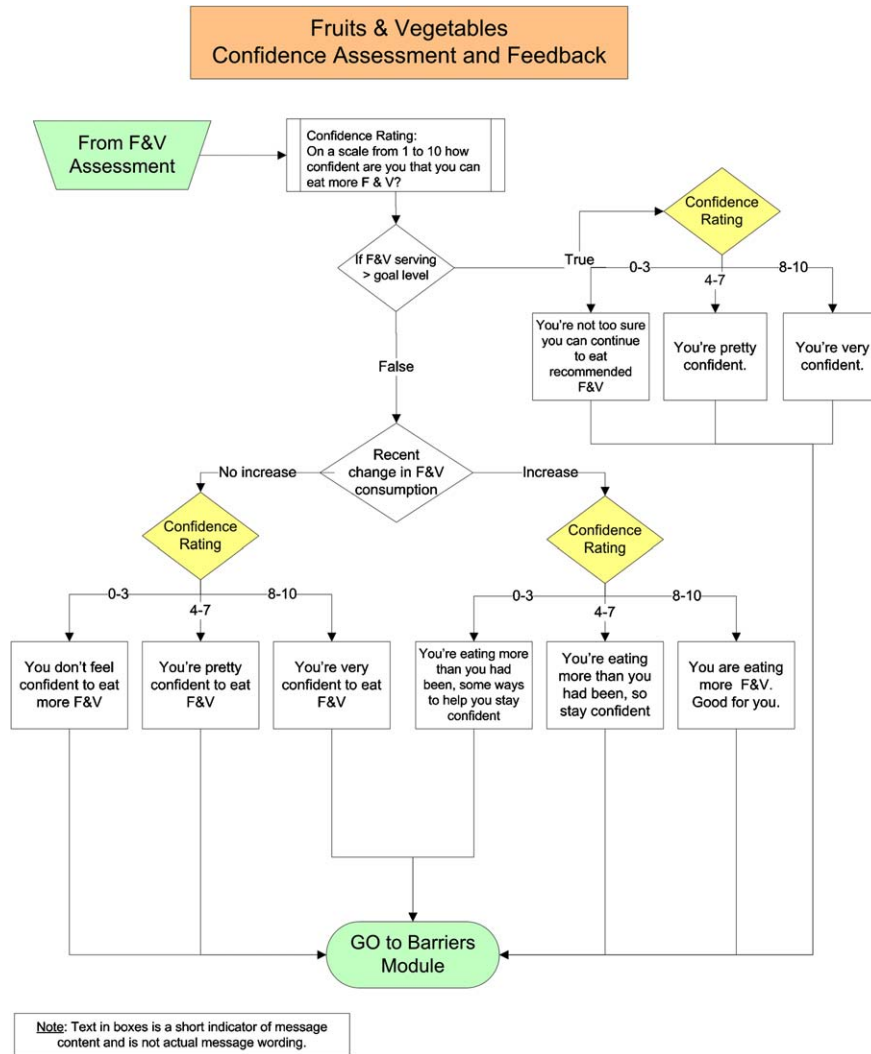 Fruits & Vegetables
Confidence Assessment and Feedback
From F&V
Assessment
Confidence Rating:
On a scale from 1 to 10 how
confident are you that you can
eat more F & V?
Confidence
Rating
If F&V serving
> goal level
True
0-3
4-7
8-10
You're not too sure
you can continue
to eat
recommended
F&V
You're pretty
confident.
You're very
confident.
False
Recent
change in F&V
consumption
No increase
Increase
Confidence
Rating
0-3
4-7
8-10
You don't feel
confident to eat
more F&V
You're pretty
confident to eat
F&V
You're very
confident to eat
F&V
Confidence
Rating
0-3
4-7
8-10
You're eating more
than you had
been, some ways
to help you stay
confident
You're eating
more than you
had been, so
stay confident
You are eating
more F&V.
Good for you.
GO to Barriers
Module
Note: Text in boxes is a short indicator of message
content and is not actual message wording.